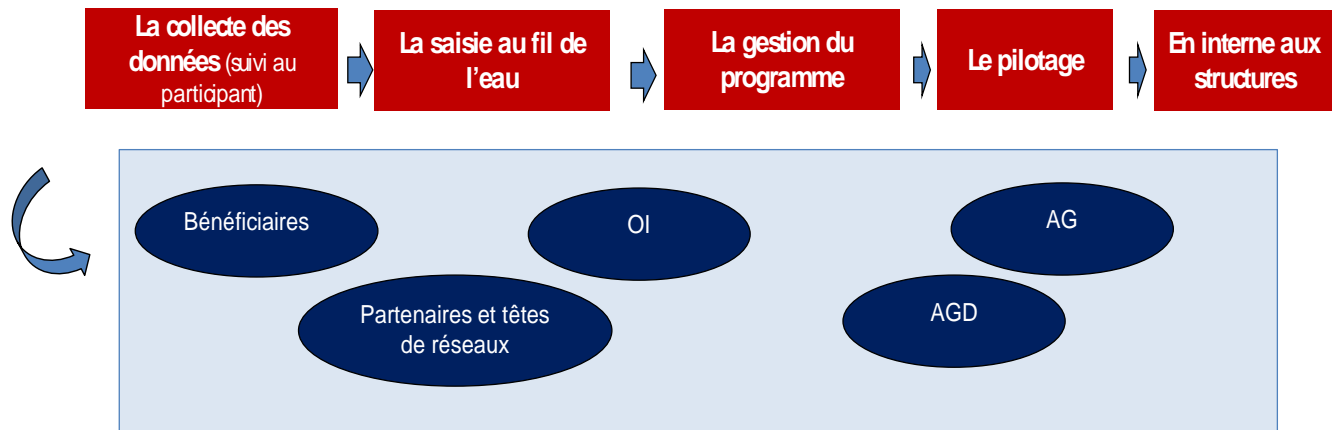 La collecte des
données (suivi au
participant)
La saisie au fil de
l'eau
La gestion du
programme
Le pilotage
En interne aux
structures
Bénéficiaires
OI
AG
Partenaires et têtes
de réseaux
AGD